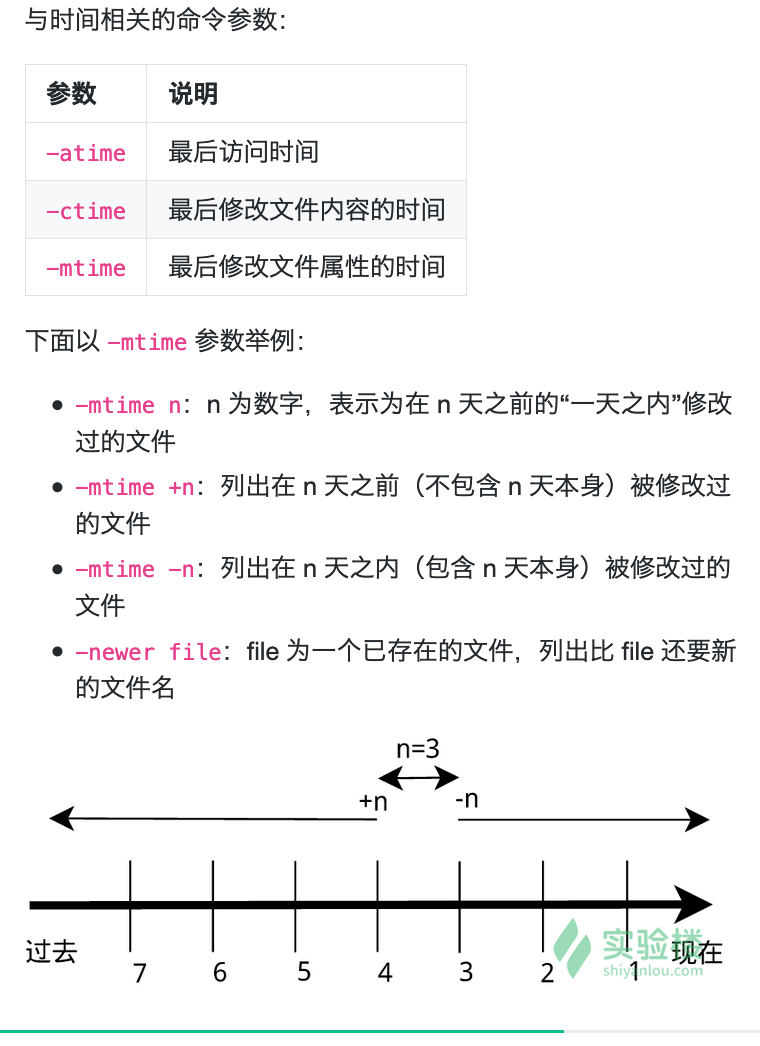 与时间相关的命令参数：
参数 说明
-atime 最后访问时间
-ctime 最后修改文件内容的时间
-mtime 最后修改文件属性的时间
下面以 -mtime 参数举例：
• -mtime n：n 为数字，表示为在 n 天之前的“一天之内”修改
过的文件
• -mtime +n：列出在 n 天之前（不包含 n 天本身）被修改过
的文件
• -mtime -n：列出在 n 天之内（包含 n 天本身）被修改过的
文件
• -newer file：file 为一个已存在的文件，列出比 file 还要新
的文件名
n=3
+n -n
过去 现在
7 6 5 4 3 2 1
实验楼
shiyanlou.com